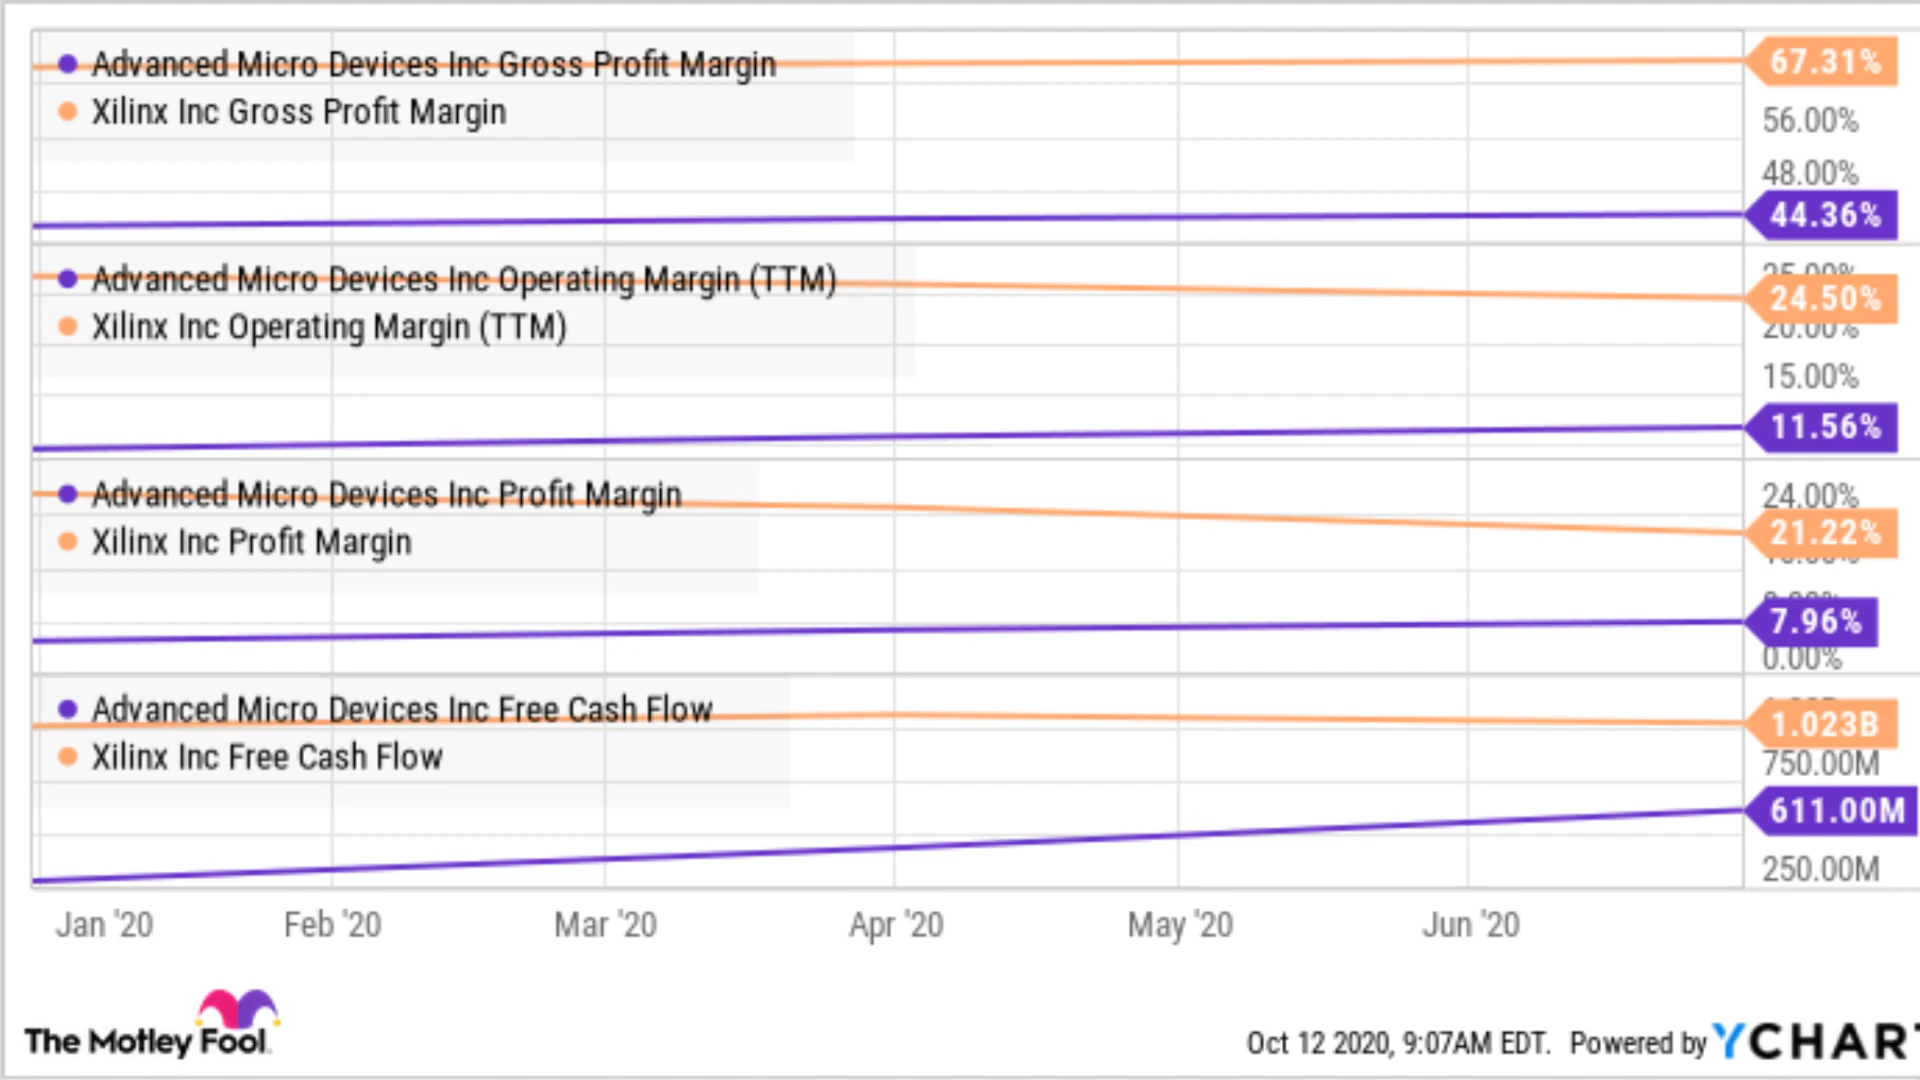 Advanced Micro Devices Inc Gross Profit Margin
Xilinx Inc Gross Profit Margin
67.31%
56.00%
48.00%
44.36%
Advanced Micro Devices Inc Operating Margin (TTM)
Xilinx Inc Operating Margin (TTM)
25.00%
24.50%
20.00%
15.00%
11.56%
Advanced Micro Devices Inc Profit Margin
Xilinx Inc Profit Margin
24.00%
21.22%
7.96%
0.00%
Advanced Micro Devices Inc Free Cash Flow
Xilinx Inc Free Cash Flow
1.023B
750.00M
611.00M
250.00M
Jan '20 Feb '20 Mar '20 Apr '20 May '20 Jun '20
The Motley Fool
Oct 12 2020, 9:07AM EDT. Powered by YCHART